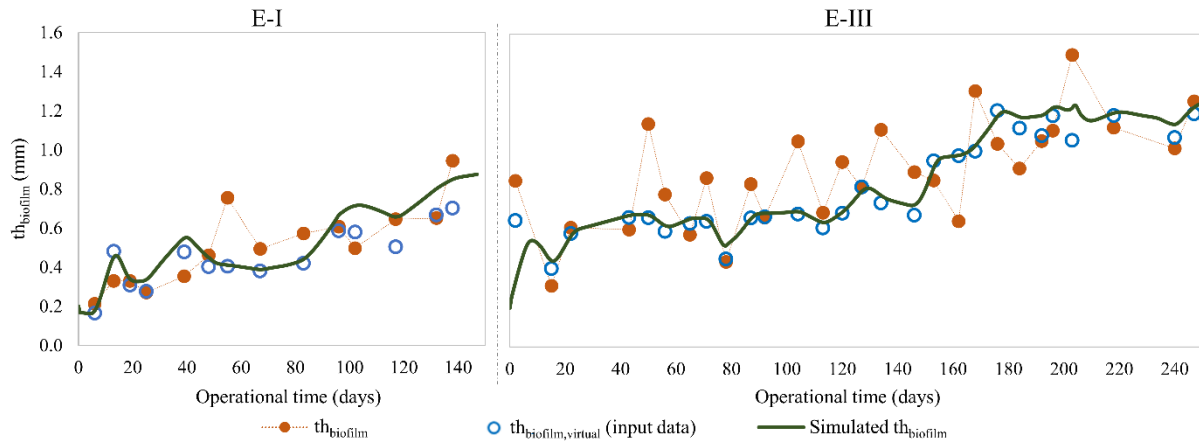 E-I
E-III
th_biofilm (mm)
1.6
1.4
1.2
1.0
0.8
0.6
0.4
0.2
0.0
0 20 40 60 80 100 120 140
0 20 40 60 80 100 120 140 160 180 200 220 240
Operational time (days)
Operational time (days)
th_biofilm
th_biofilm,virtual (input data)
Simulated th_biofilm